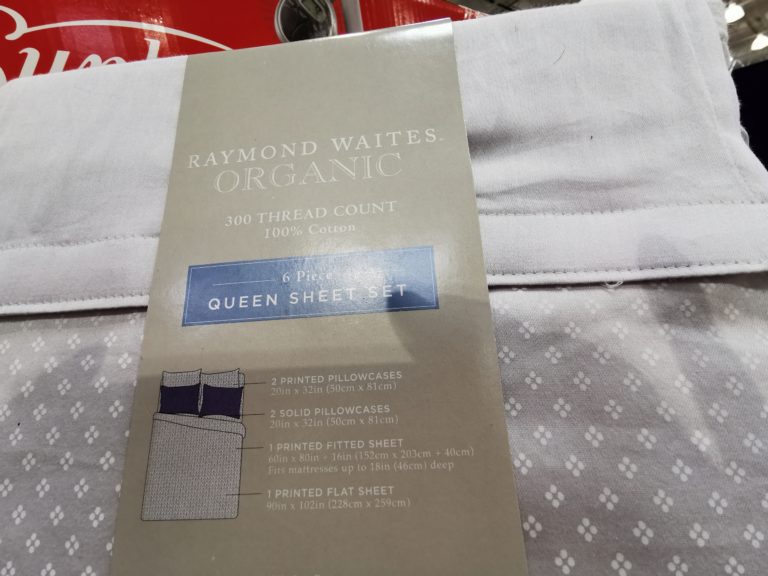 RAYMOND WAITES
ORGANIC
300 THREAD COUNT
100% Cotton
6 Piece
QUEEN SHEET SET
2 PRINTED PILLOWCASES
20in x 32in (50cm x 81cm)
2 SOLID PILLOWCASES
20in x 32in (50cm x 81cm)
1 PRINTED FITTED SHEET
60in x 80in + 16in (152cm x 203cm + 40cm)
Fits mattresses up to 18in (46cm) deep
1 PRINTED FLAT SHEET
90in x 102in (228cm x 259cm)